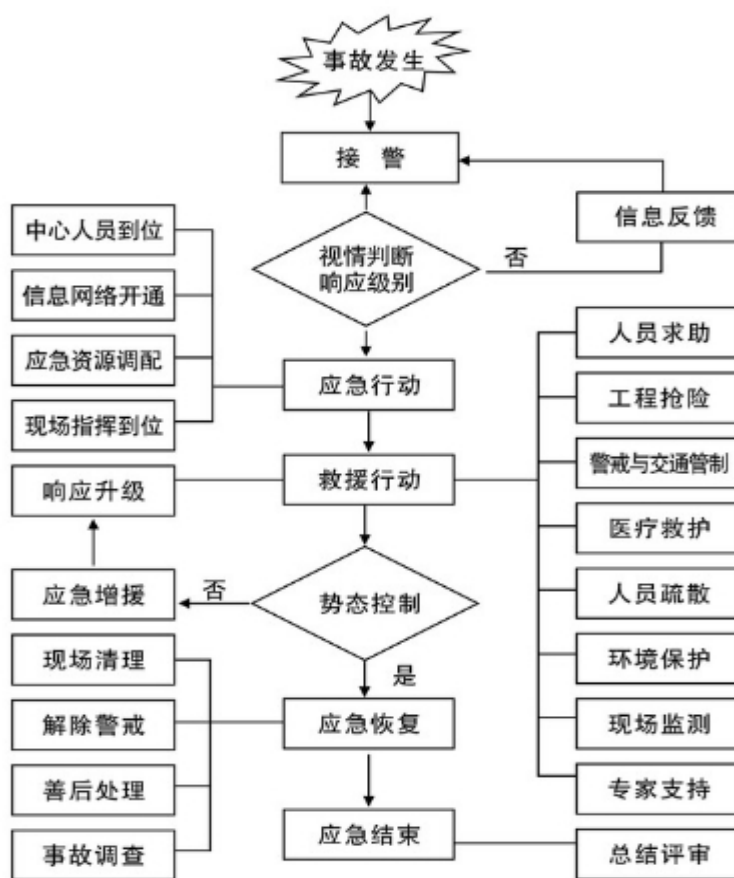 事故发生
接警
信息反馈
中心人员到位
视情判断
响应级别
否
信息网络开通
人员求助
应急资源调配
应急行动
工程抢险
现场指挥到位
警戒与交通管制
响应升级
救援行动
医疗救护
应急增援
否
势态控制
人员疏散
现场清理
是
环境保护
解除警戒
应急恢复
现场监测
善后处理
专家支持
事故调查
应急结束
总结评审